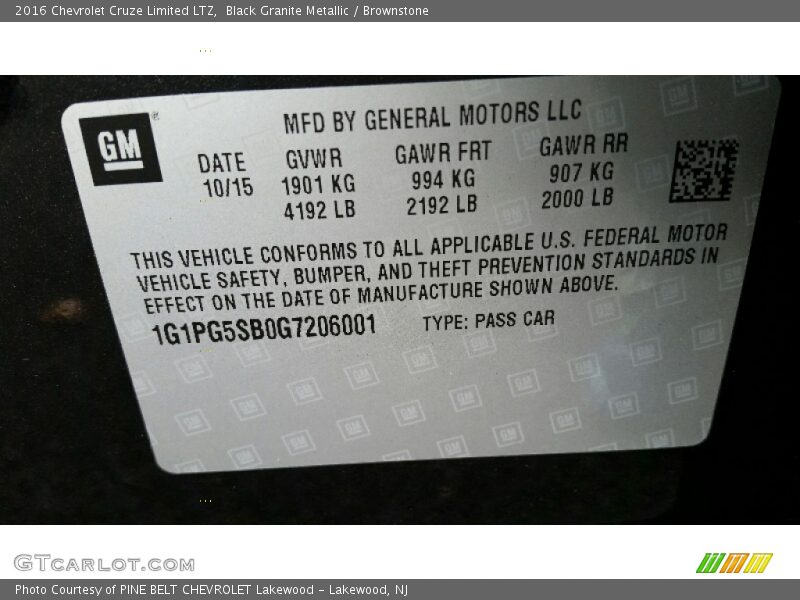 2016 Chevrolet Cruze Limited LTZ,  Black Granite Metallic / Brownstone
GM
MFD BY GENERAL MOTORS LLC
DATE GVWR GAWR FRT GAWR RR
10/15 1901 KG 994 KG 907 KG
4192 LB 2192 LB 2000 LB
THIS VEHICLE CONFORMS TO ALL APPLICABLE U.S. FEDERAL MOTOR
VEHICLE SAFETY, BUMPER, AND THEFT PREVENTION STANDARDS IN
EFFECT ON THE DATE OF MANUFACTURE SHOWN ABOVE.
1G1PG5SB0G7206001 TYPE: PASS CAR
GTCARLOT.COM
Photo Courtesy of PINE BELT CHEVROLET Lakewood - Lakewood, NJ